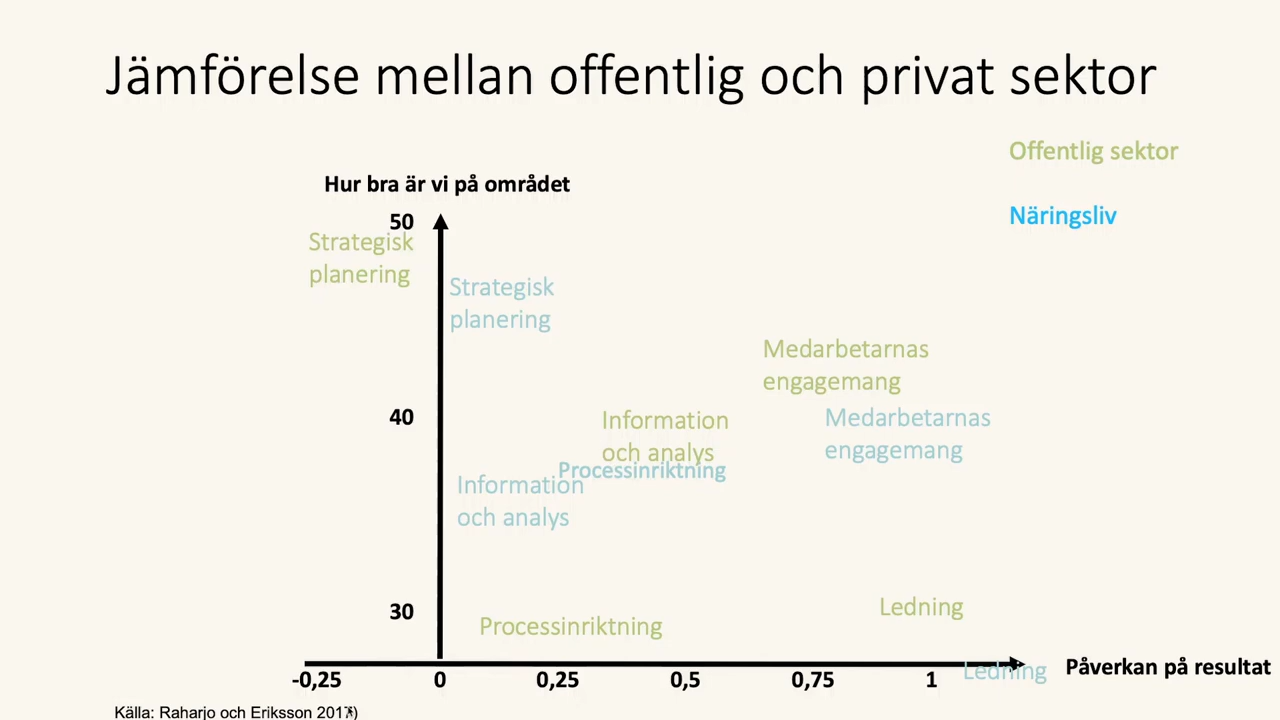 Jämförelse mellan offentlig och privat sektor
Offentlig sektor
Hur bra är vi på området
Näringsliv
50
Strategisk
planering
Strategisk
planering
Medarbetarnas
engagemang
40
Information
och analys
Medarbetarnas
engagemang
Processinriktning
Information
och analys
30
Ledning
Processinriktning
Ledning
Påverkan på resultat
-0,25 0 0,25 0,5 0,75 1
Källa: Raharjo och Eriksson 2017)